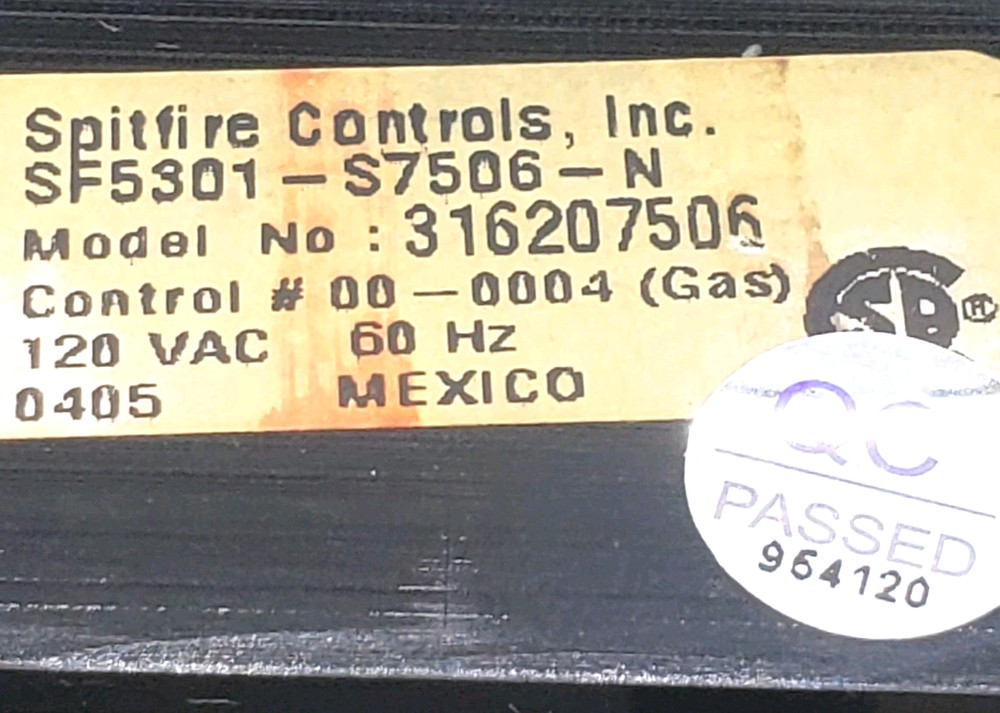 Spitfire Controls, Inc.
SF5301-S7506-N
Model No: 316207506
Control # 00-0004 (Gas)
120 VAC 60 Hz
0405 MEXICO
QC
PASSED
964120